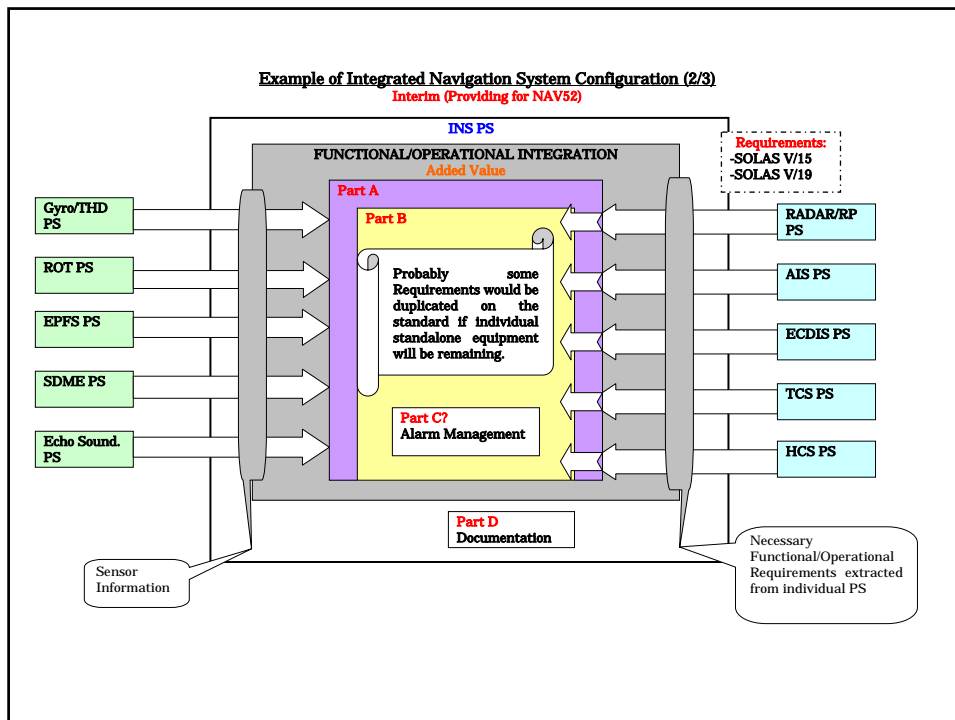 Example of Integrated Navigation System Configuration (2/3)
Interim (Providing for NAV52)
INS PS
Requirements:
-SOLAS V/15
-SOLAS V/19
FUNCTIONAL/OPERATIONAL INTEGRATION
Added Value
Part A
Part B
Gyro/THD
PS
ROT PS
EPFS PS
SDME PS
Echo Sound.
PS
Probably some
Requirements would be
duplicated on the
standard if individual
standalone equipment
will be remaining.
Part C?
Alarm Management
RADAR/RP
PS
AIS PS
ECDIS PS
TCS PS
HCS PS
Part D
Documentation
Sensor
Information
Necessary
Functional/Operational
Requirements extracted
from individual PS